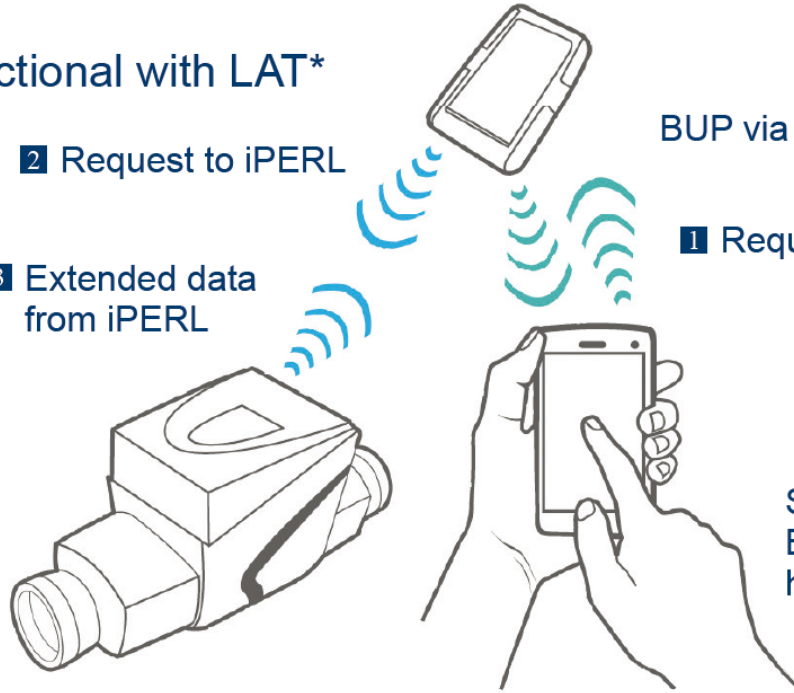 ctional with LAT*
BUP via
2 Request to iPERL
1 Requ
3 Extended data
from iPERL